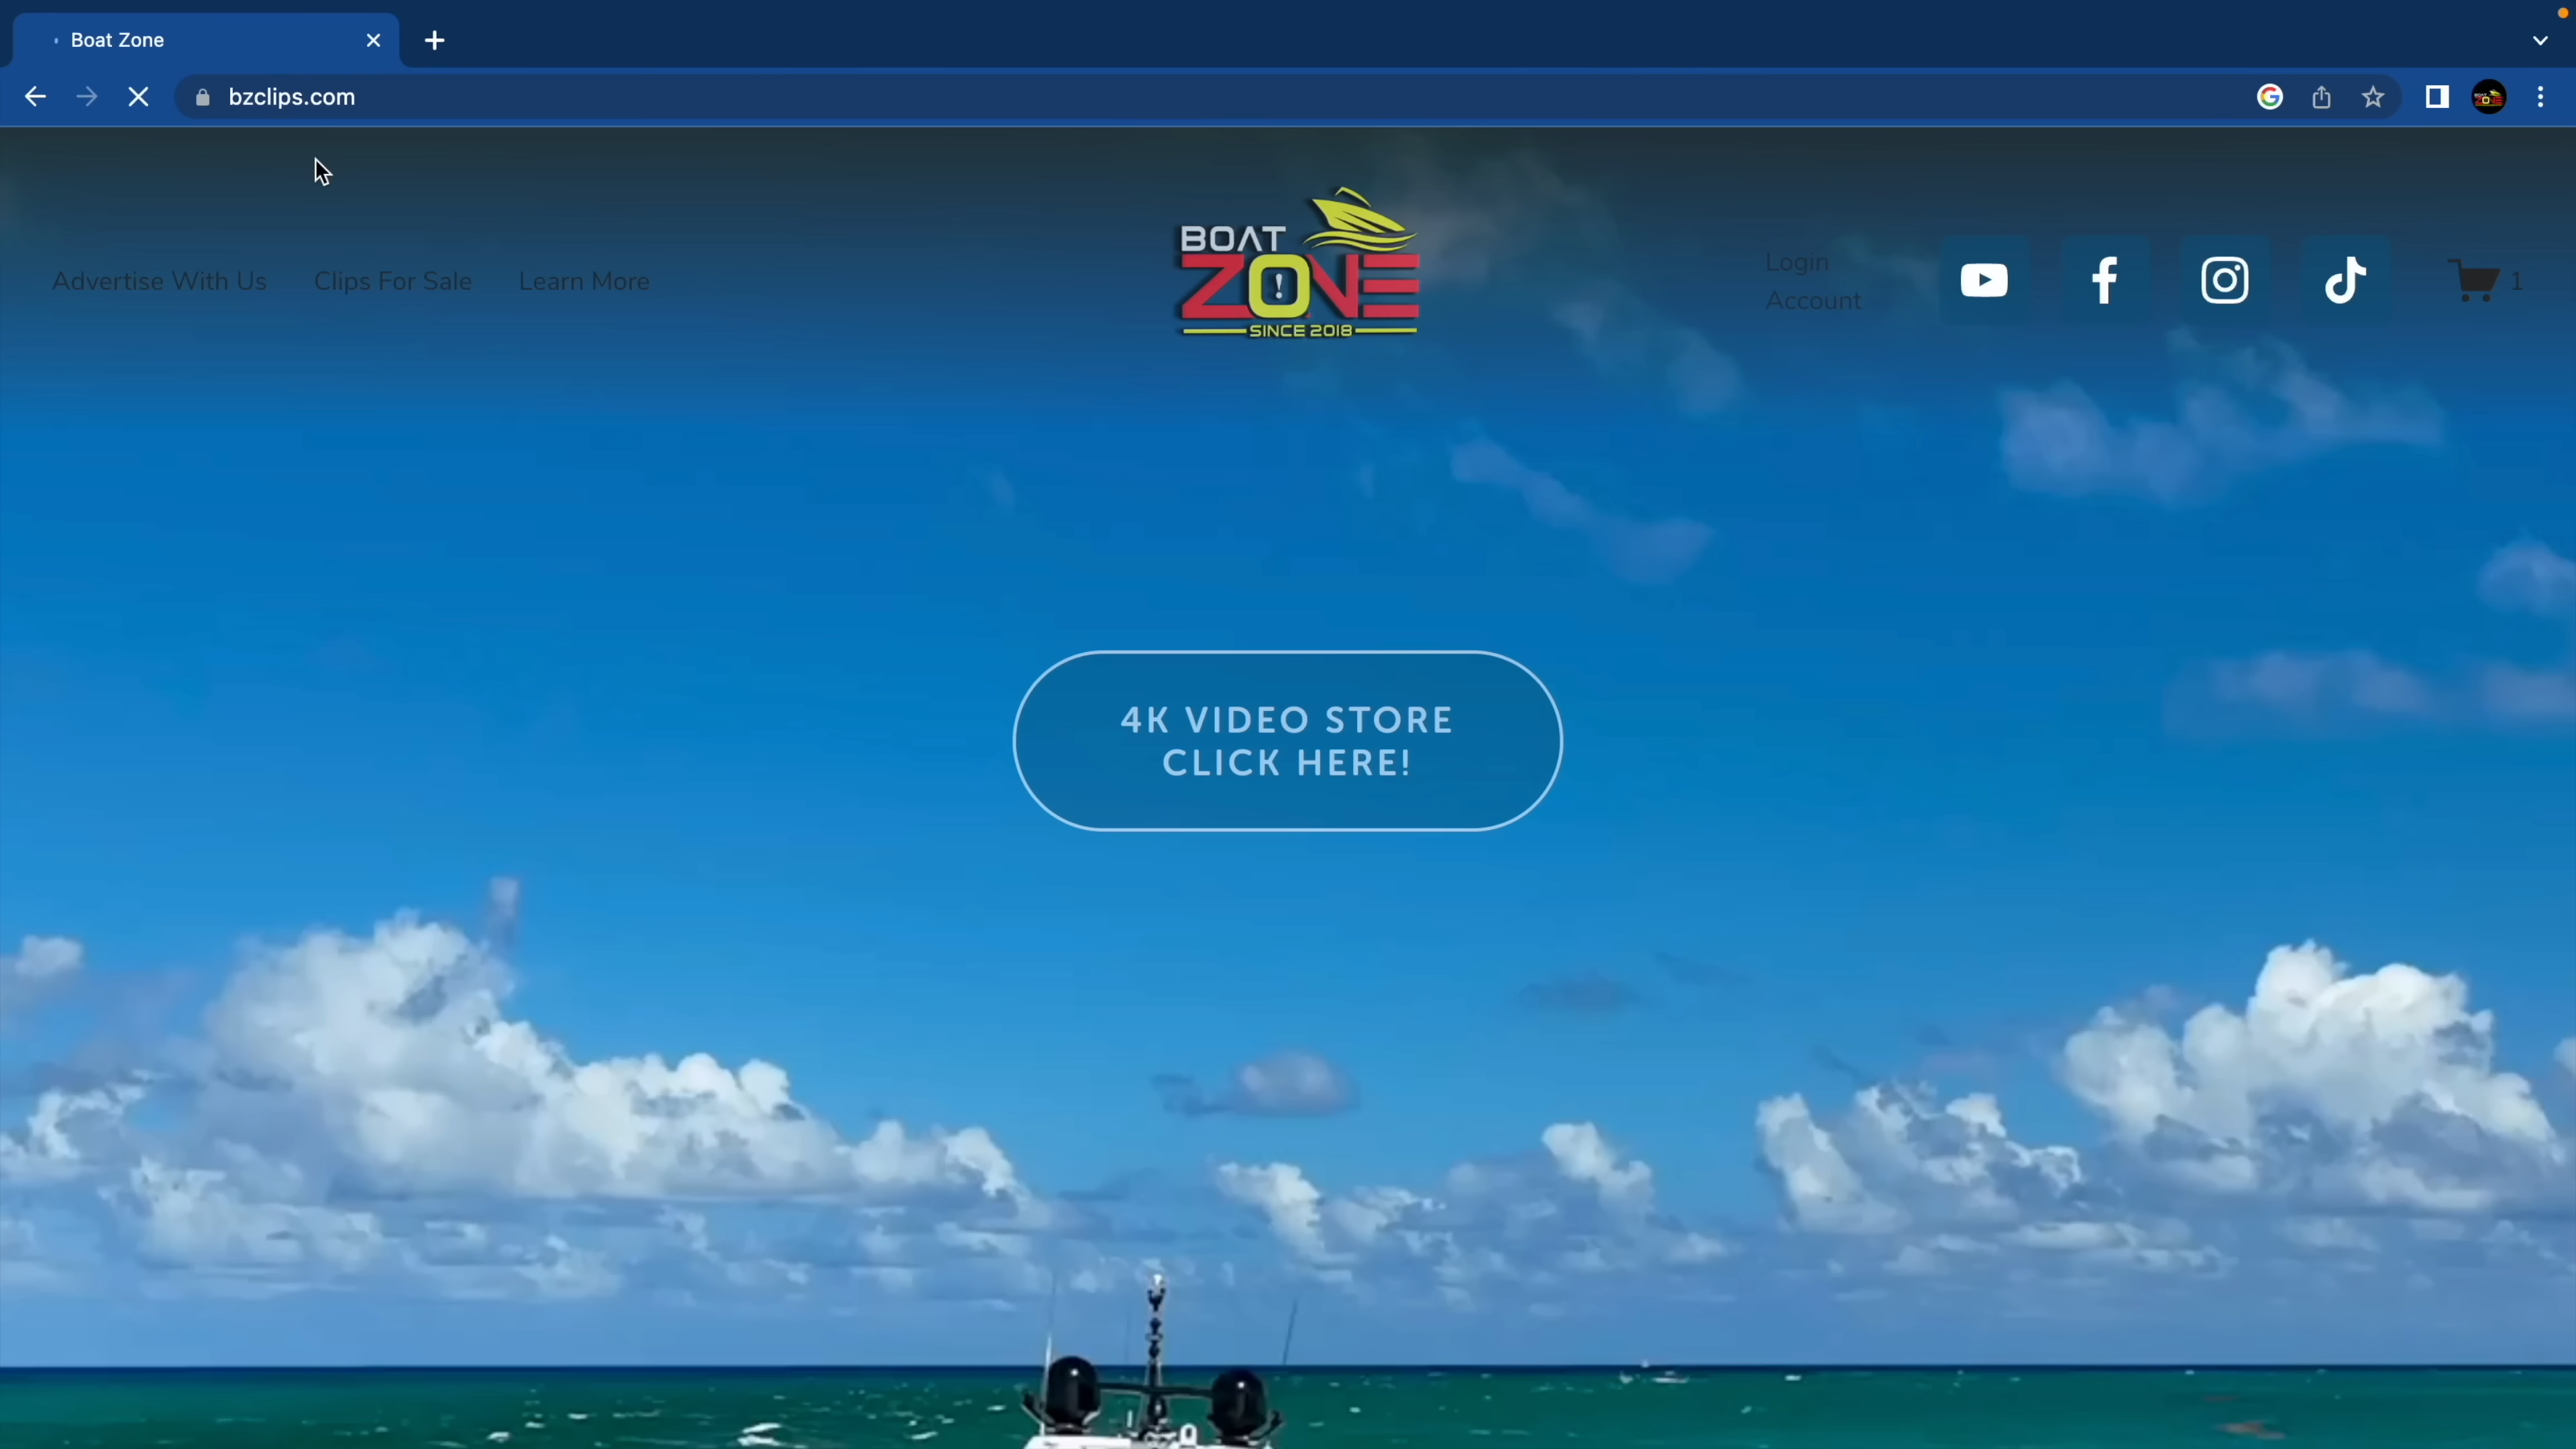 Boat Zone
bzclips.com
Advertise With Us
Clips For Sale
Learn More
BOAT
ZONE
SINCE 2018
Login
Account
1
4K VIDEO STORE
CLICK HERE!